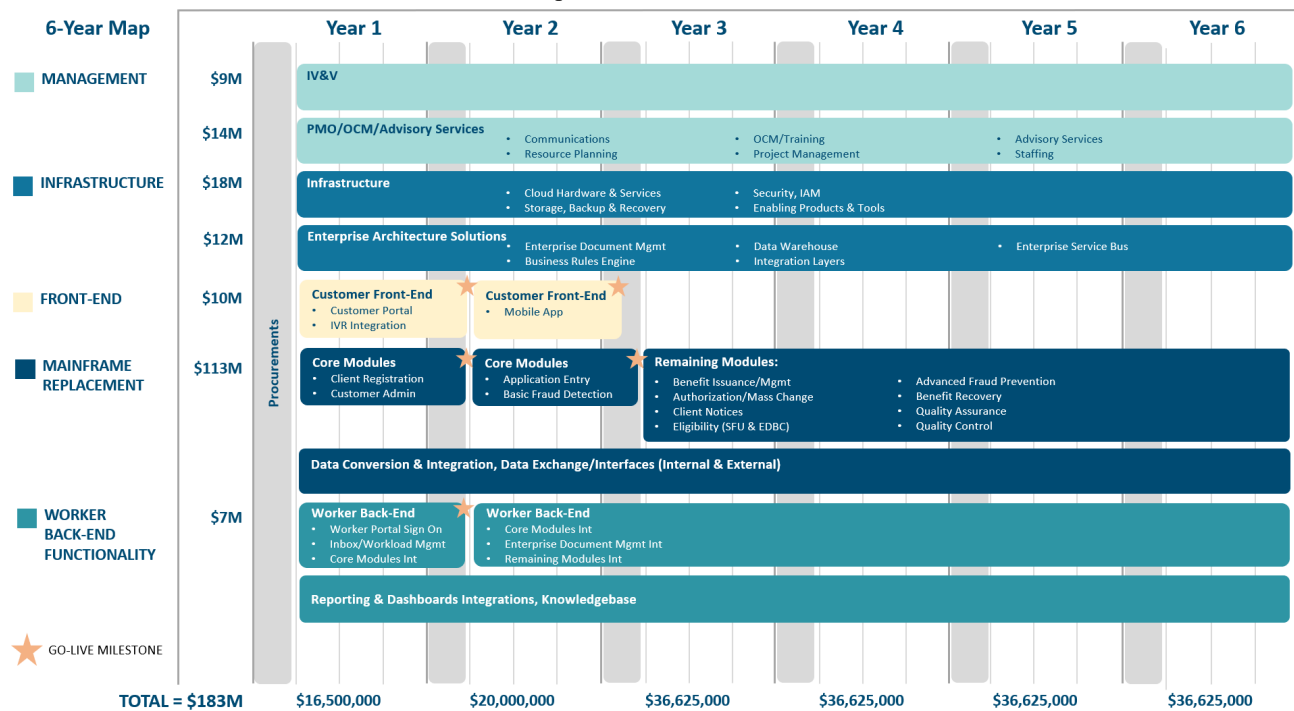 6-Year Map
Year 1
Year 2
Year 3
Year 4
Year 5
Year 6
MANAGEMENT
$9M
IV&V
$14M
PMO/OCM/Advisory Services
• Communications
• Resource Planning
• OCM/Training
• Project Management
• Advisory Services
• Staffing
INFRASTRUCTURE
$18M
Infrastructure
• Cloud Hardware & Services
• Storage, Backup & Recovery
• Security, IAM
• Enabling Products & Tools
$12M
Enterprise Architecture Solutions
• Enterprise Document Mgmt
• Business Rules Engine
• Data Warehouse
• Integration Layers
• Enterprise Service Bus
FRONT-END
$10M
Customer Front-End
• Customer Portal
• IVR Integration
Customer Front-End
• Mobile App
Procurements
MAINFRAME
REPLACEMENT
$113M
Core Modules
• Client Registration
• Customer Admin
Core Modules
• Application Entry
• Basic Fraud Detection
Remaining Modules:
• Benefit Issuance/Mgmt
• Authorization/Mass Change
• Client Notices
• Eligibility (SFU & EDBC)
• Advanced Fraud Prevention
• Benefit Recovery
• Quality Assurance
• Quality Control
Data Conversion & Integration, Data Exchange/Interfaces (Internal & External)
WORKER
BACK-END
FUNCTIONALITY
$7M
Worker Back-End
• Worker Portal Sign On
• Inbox/Workload Mgmt
• Core Modules Int
Worker Back-End
• Core Modules Int
• Enterprise Document Mgmt Int
• Remaining Modules Int
Reporting & Dashboards Integrations, Knowledgebase
GO-LIVE MILESTONE
TOTAL = $183M
$16,500,000
$20,000,000
$36,625,000
$36,625,000
$36,625,000
$36,625,000